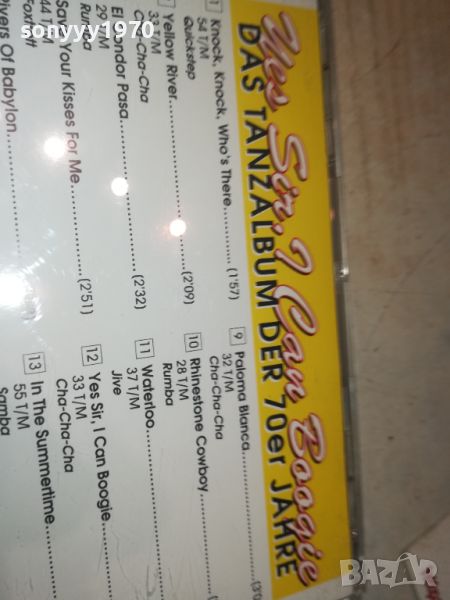 sonyyy1970
Yes Sir, I Can Boogie
DAS TANZALBUM DER 70er JAHRE
1 Knock, Knock, Who's There............(1'57)
54 T/M
Quickstep
Yellow River............(2'09)
33 T/M
Cha-Cha-Cha
El Condor Pasa............(2'32)
29 T/M
Rumba
Save Your Kisses For Me............(2'51)
44 T/M
Foxtrott
Rivers Of Babylon............
9 Paloma Blanca............
32 T/M
Cha-Cha-Cha
10 Rhinestone Cowboy............
28 T/M
Rumba
11 Waterloo............
37 T/M
Jive
12 Yes Sir, I Can Boogie............
33 T/M
Cha-Cha-Cha
13 In The Summertime............
55 T/M
Samba
BAZAR